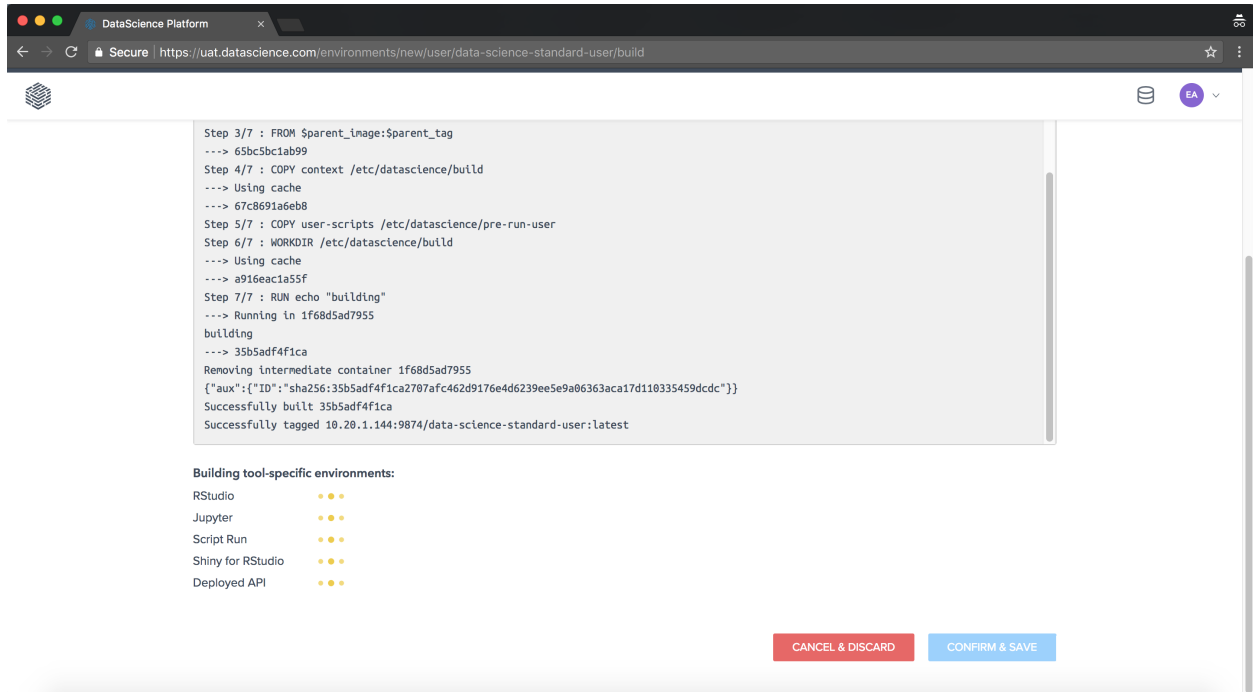 DataScience Platform
Secure https://uat.datascience.com/environments/new/user/data-science-standard-user/build
EA
Step 3/7 : FROM $parent_image:$parent_tag
---> 65bc5bc1ab99
Step 4/7 : COPY context /etc/datascience/build
---> Using cache
---> 67c8691a6eb8
Step 5/7 : COPY user-scripts /etc/datascience/pre-run-user
Step 6/7 : WORKDIR /etc/datascience/build
---> Using cache
---> a916eac1a55f
Step 7/7 : RUN echo "building"
---> Running in 1f68d5ad7955
building
---> 35b5adf4f1ca
Removing intermediate container 1f68d5ad7955
{"aux":{"ID":"sha256:35b5adf4f1ca2707afc462d9176e4d6239ee5e9a06363aca17d110335459dcdc"}}
Successfully built 35b5adf4f1ca
Successfully tagged 10.20.1.144:9874/data-science-standard-user:latest
Building tool-specific environments:
RStudio
Jupyter
Script Run
Shiny for RStudio
Deployed API
CANCEL & DISCARD CONFIRM & SAVE